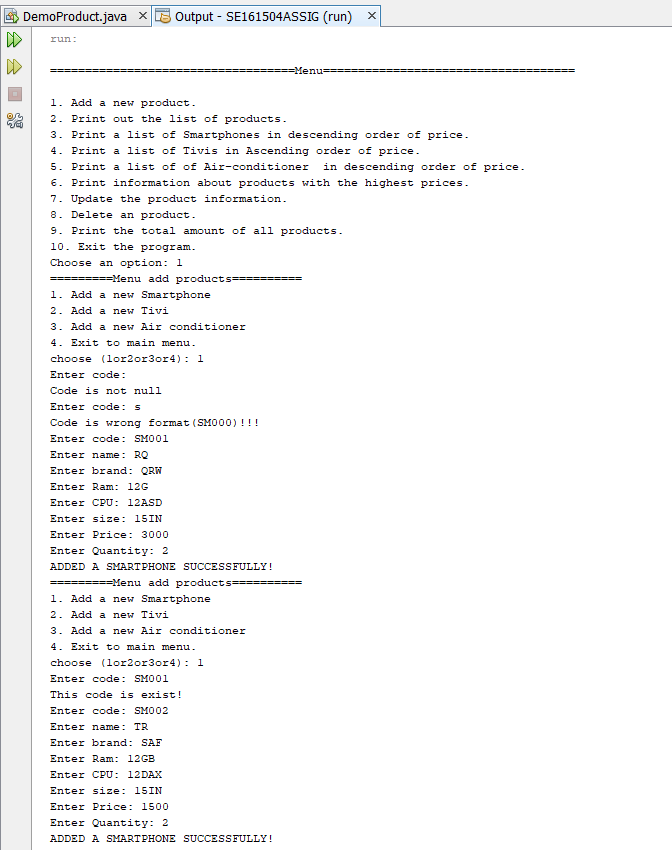 DemoProduct.java × Output - SE161504ASSIG (run) ×
run:
===================================Menu====================================
1. Add a new product.
2. Print out the list of products.
3. Print a list of Smartphones in descending order of price.
4. Print a list of Tivis in Ascending order of price.
5. Print a list of of Air-conditioner  in descending order of price.
6. Print information about products with the highest prices.
7. Update the product information.
8. Delete an product.
9. Print the total amount of all products.
10. Exit the program.
Choose an option: 1
=========Menu add products==========
1. Add a new Smartphone
2. Add a new Tivi
3. Add a new Air conditioner
4. Exit to main menu.
choose (1or2or3or4): 1
Enter code:
Code is not null
Enter code: s
Code is wrong format(SM000)!!!
Enter code: SM001
Enter name: RQ
Enter brand: QRW
Enter Ram: 12G
Enter CPU: 12ASD
Enter size: 15IN
Enter Price: 3000
Enter Quantity: 2
ADDED A SMARTPHONE SUCCESSFULLY!
=========Menu add products==========
1. Add a new Smartphone
2. Add a new Tivi
3. Add a new Air conditioner
4. Exit to main menu.
choose (1or2or3or4): 1
Enter code: SM001
This code is exist!
Enter code: SM002
Enter name: TR
Enter brand: SAF
Enter Ram: 12GB
Enter CPU: 12DAX
Enter size: 15IN
Enter Price: 1500
Enter Quantity: 2
ADDED A SMARTPHONE SUCCESSFULLY!